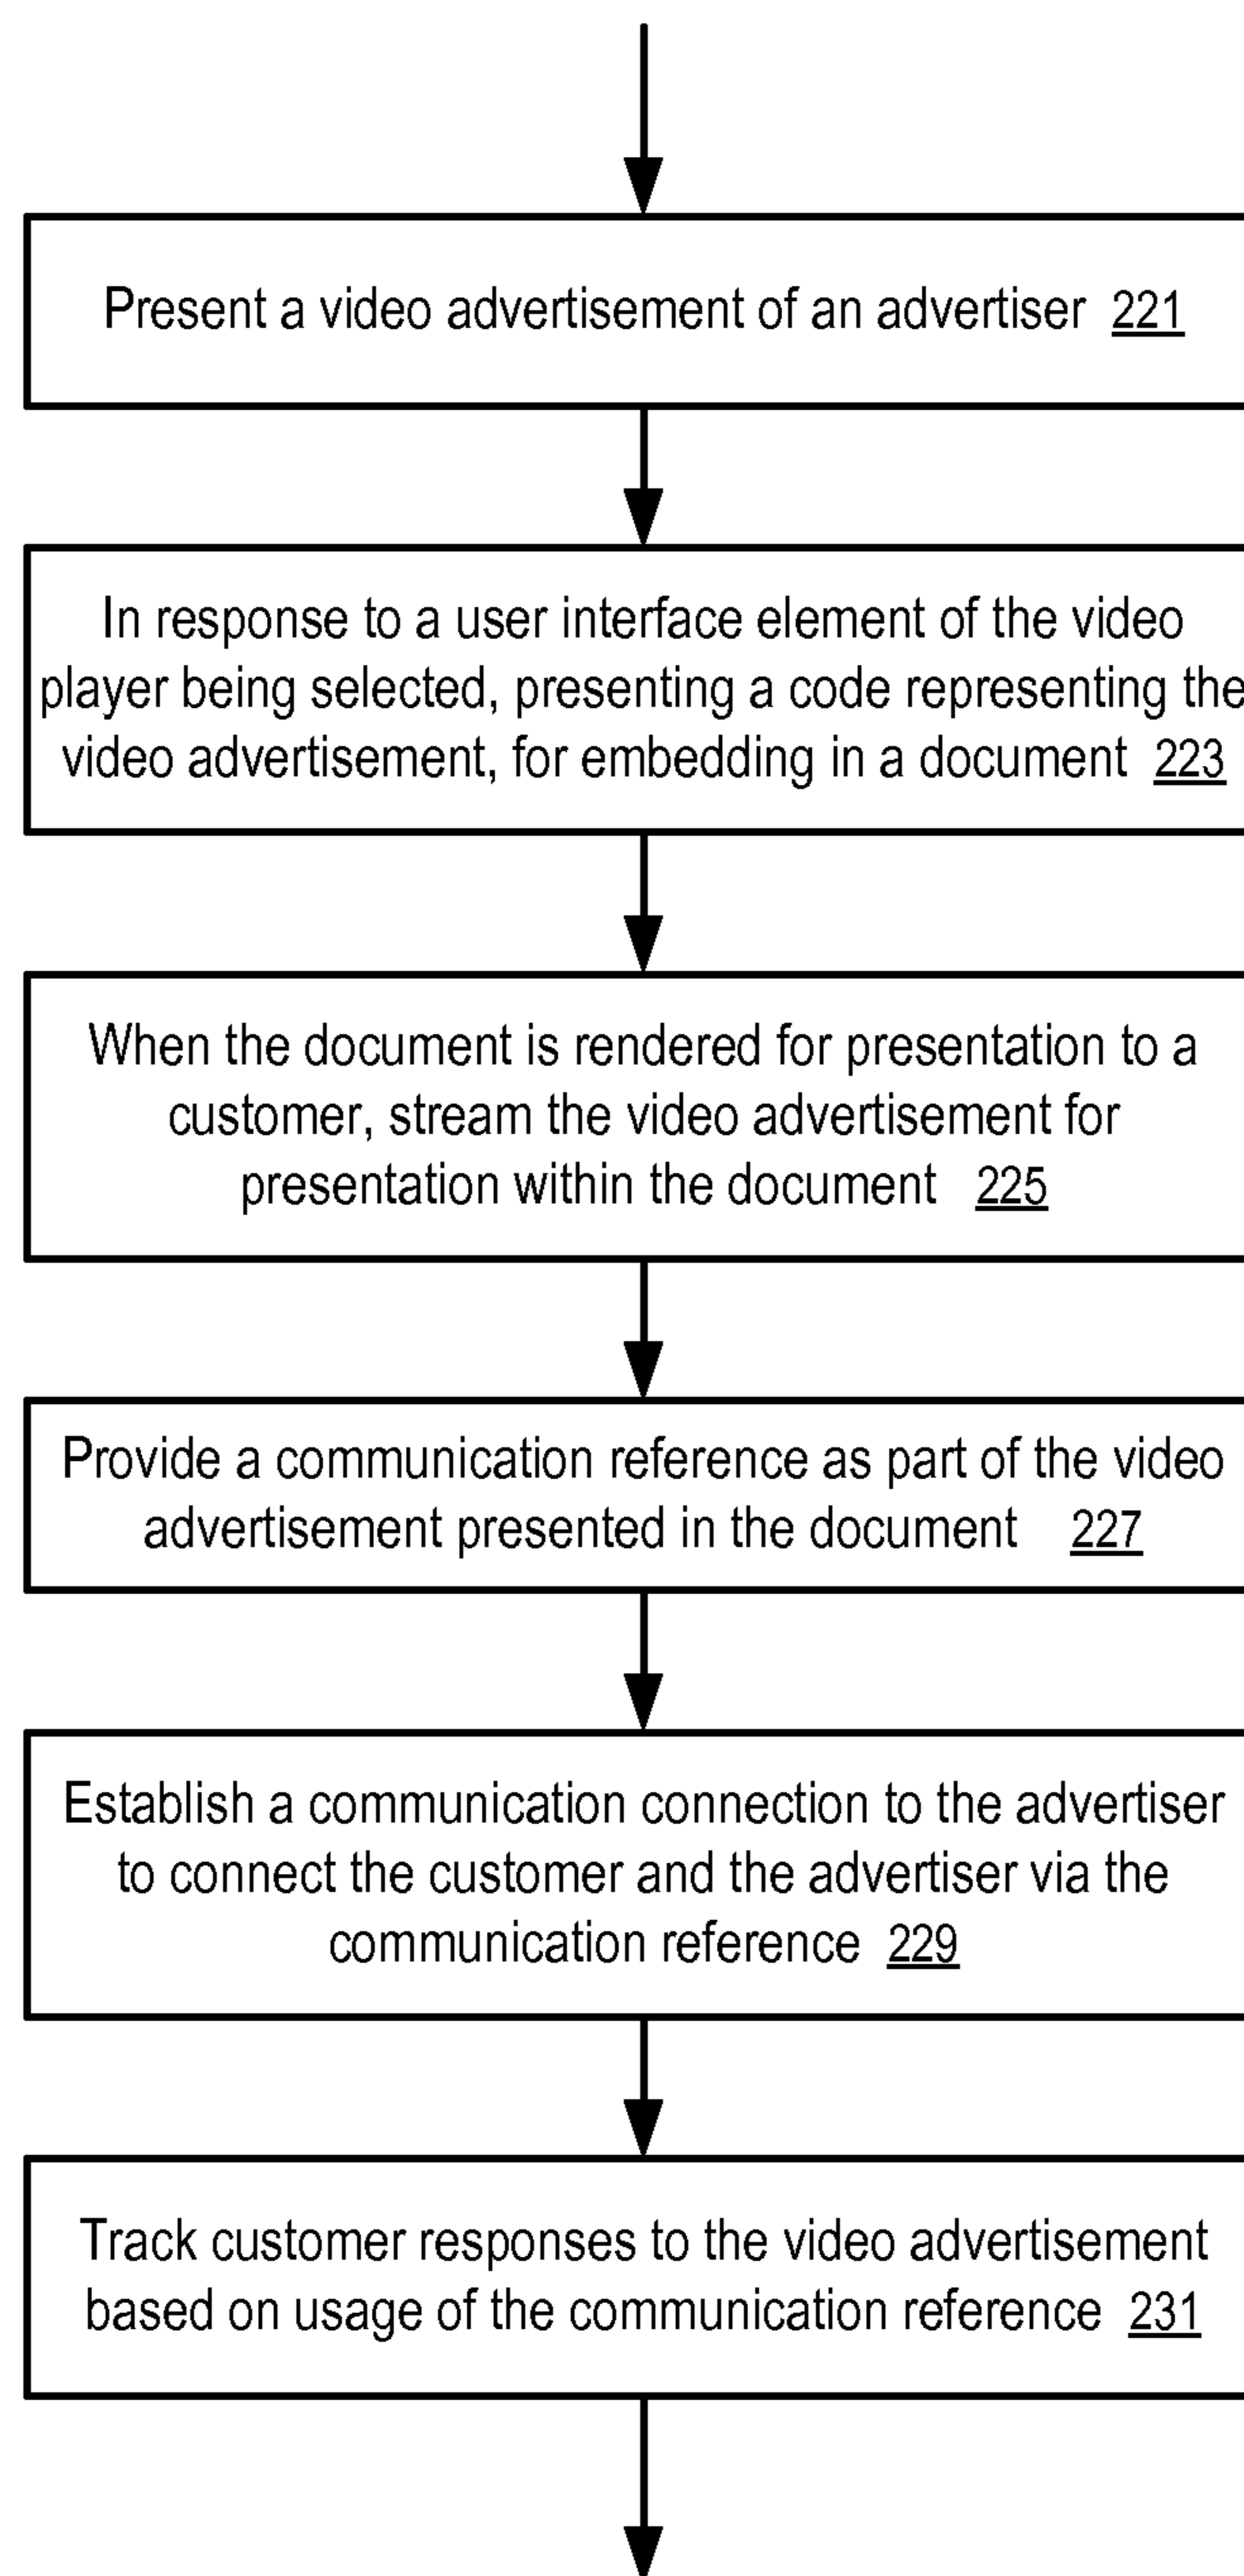 Present a video advertisement of an advertiser 221
In response to a user interface element of the video
player being selected, presenting a code representing the
video advertisement, for embedding in a document 223
When the document is rendered for presentation to a
customer, stream the video advertisement for
presentation within the document 225
Provide a communication reference as part of the video
advertisement presented in the document 227
Establish a communication connection to the advertiser
to connect the customer and the advertiser via the
communication reference 229
Track customer responses to the video advertisement
based on usage of the communication reference 231